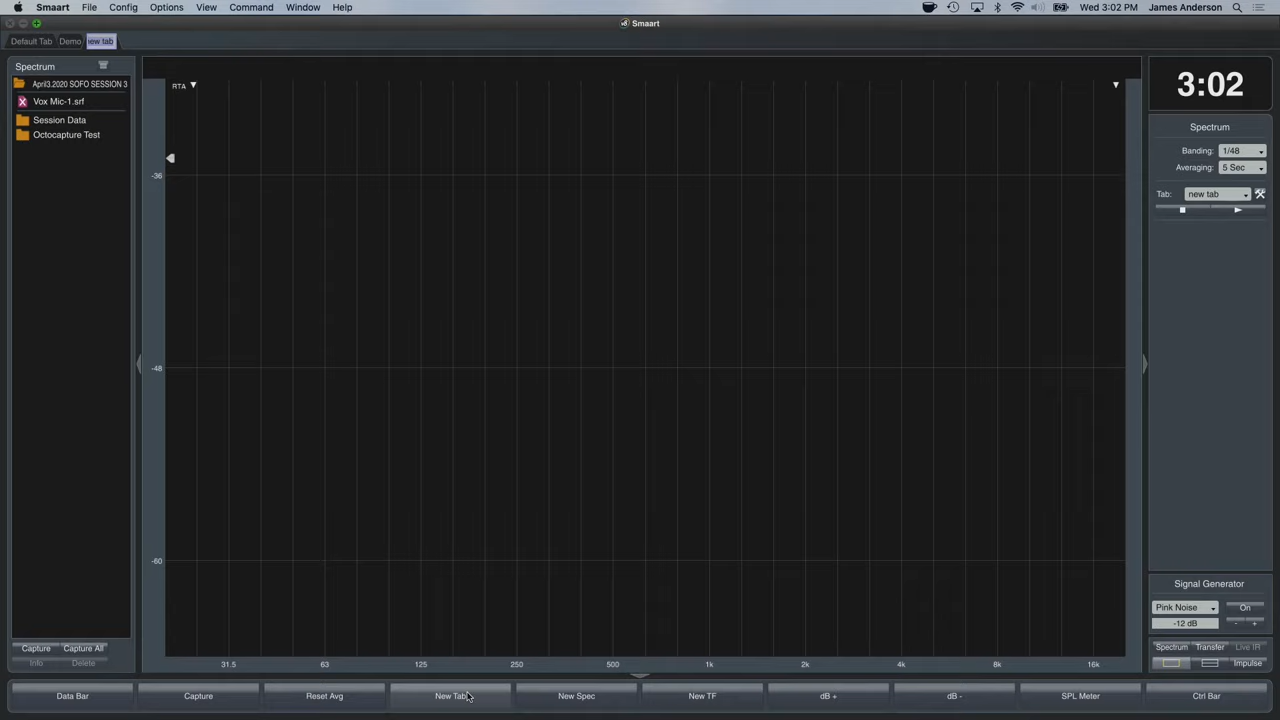 Smaart File Config Options View Command Window Help Wed 3:02 PM James Anderson
Smaart
Default Tab Demo new tab
Spectrum
April3.2020 SOFO SESSION 3
Vox Mic-1.srf
Session Data
Octocapture Test
Capture Capture All
Info Delete
RTA
-36
-48
-60
31.5 63 125 250 500 1k 2k 4k 8k 16k
3:02
Spectrum
Banding: 1/48
Averaging: 5 Sec
Tab: new tab
Signal Generator
Pink Noise On
-12 dB - +
Spectrum Transfer Live IR
Impulse
Data Bar Capture Reset Avg New Tab New Spec New TF dB + dB - SPL Meter Ctrl Bar